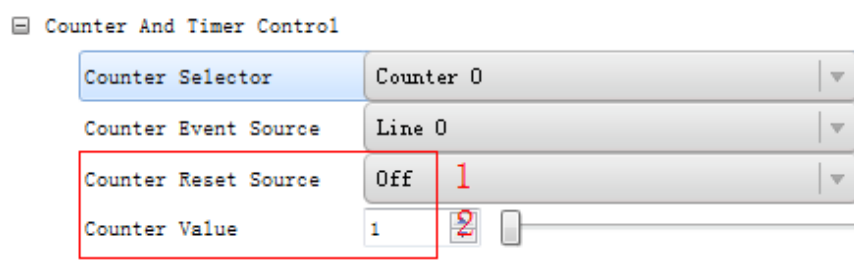 Counter And Timer Control
Counter Selector Counter 0
Counter Event Source Line 0
Counter Reset Source Off 1
Counter Value 1 2